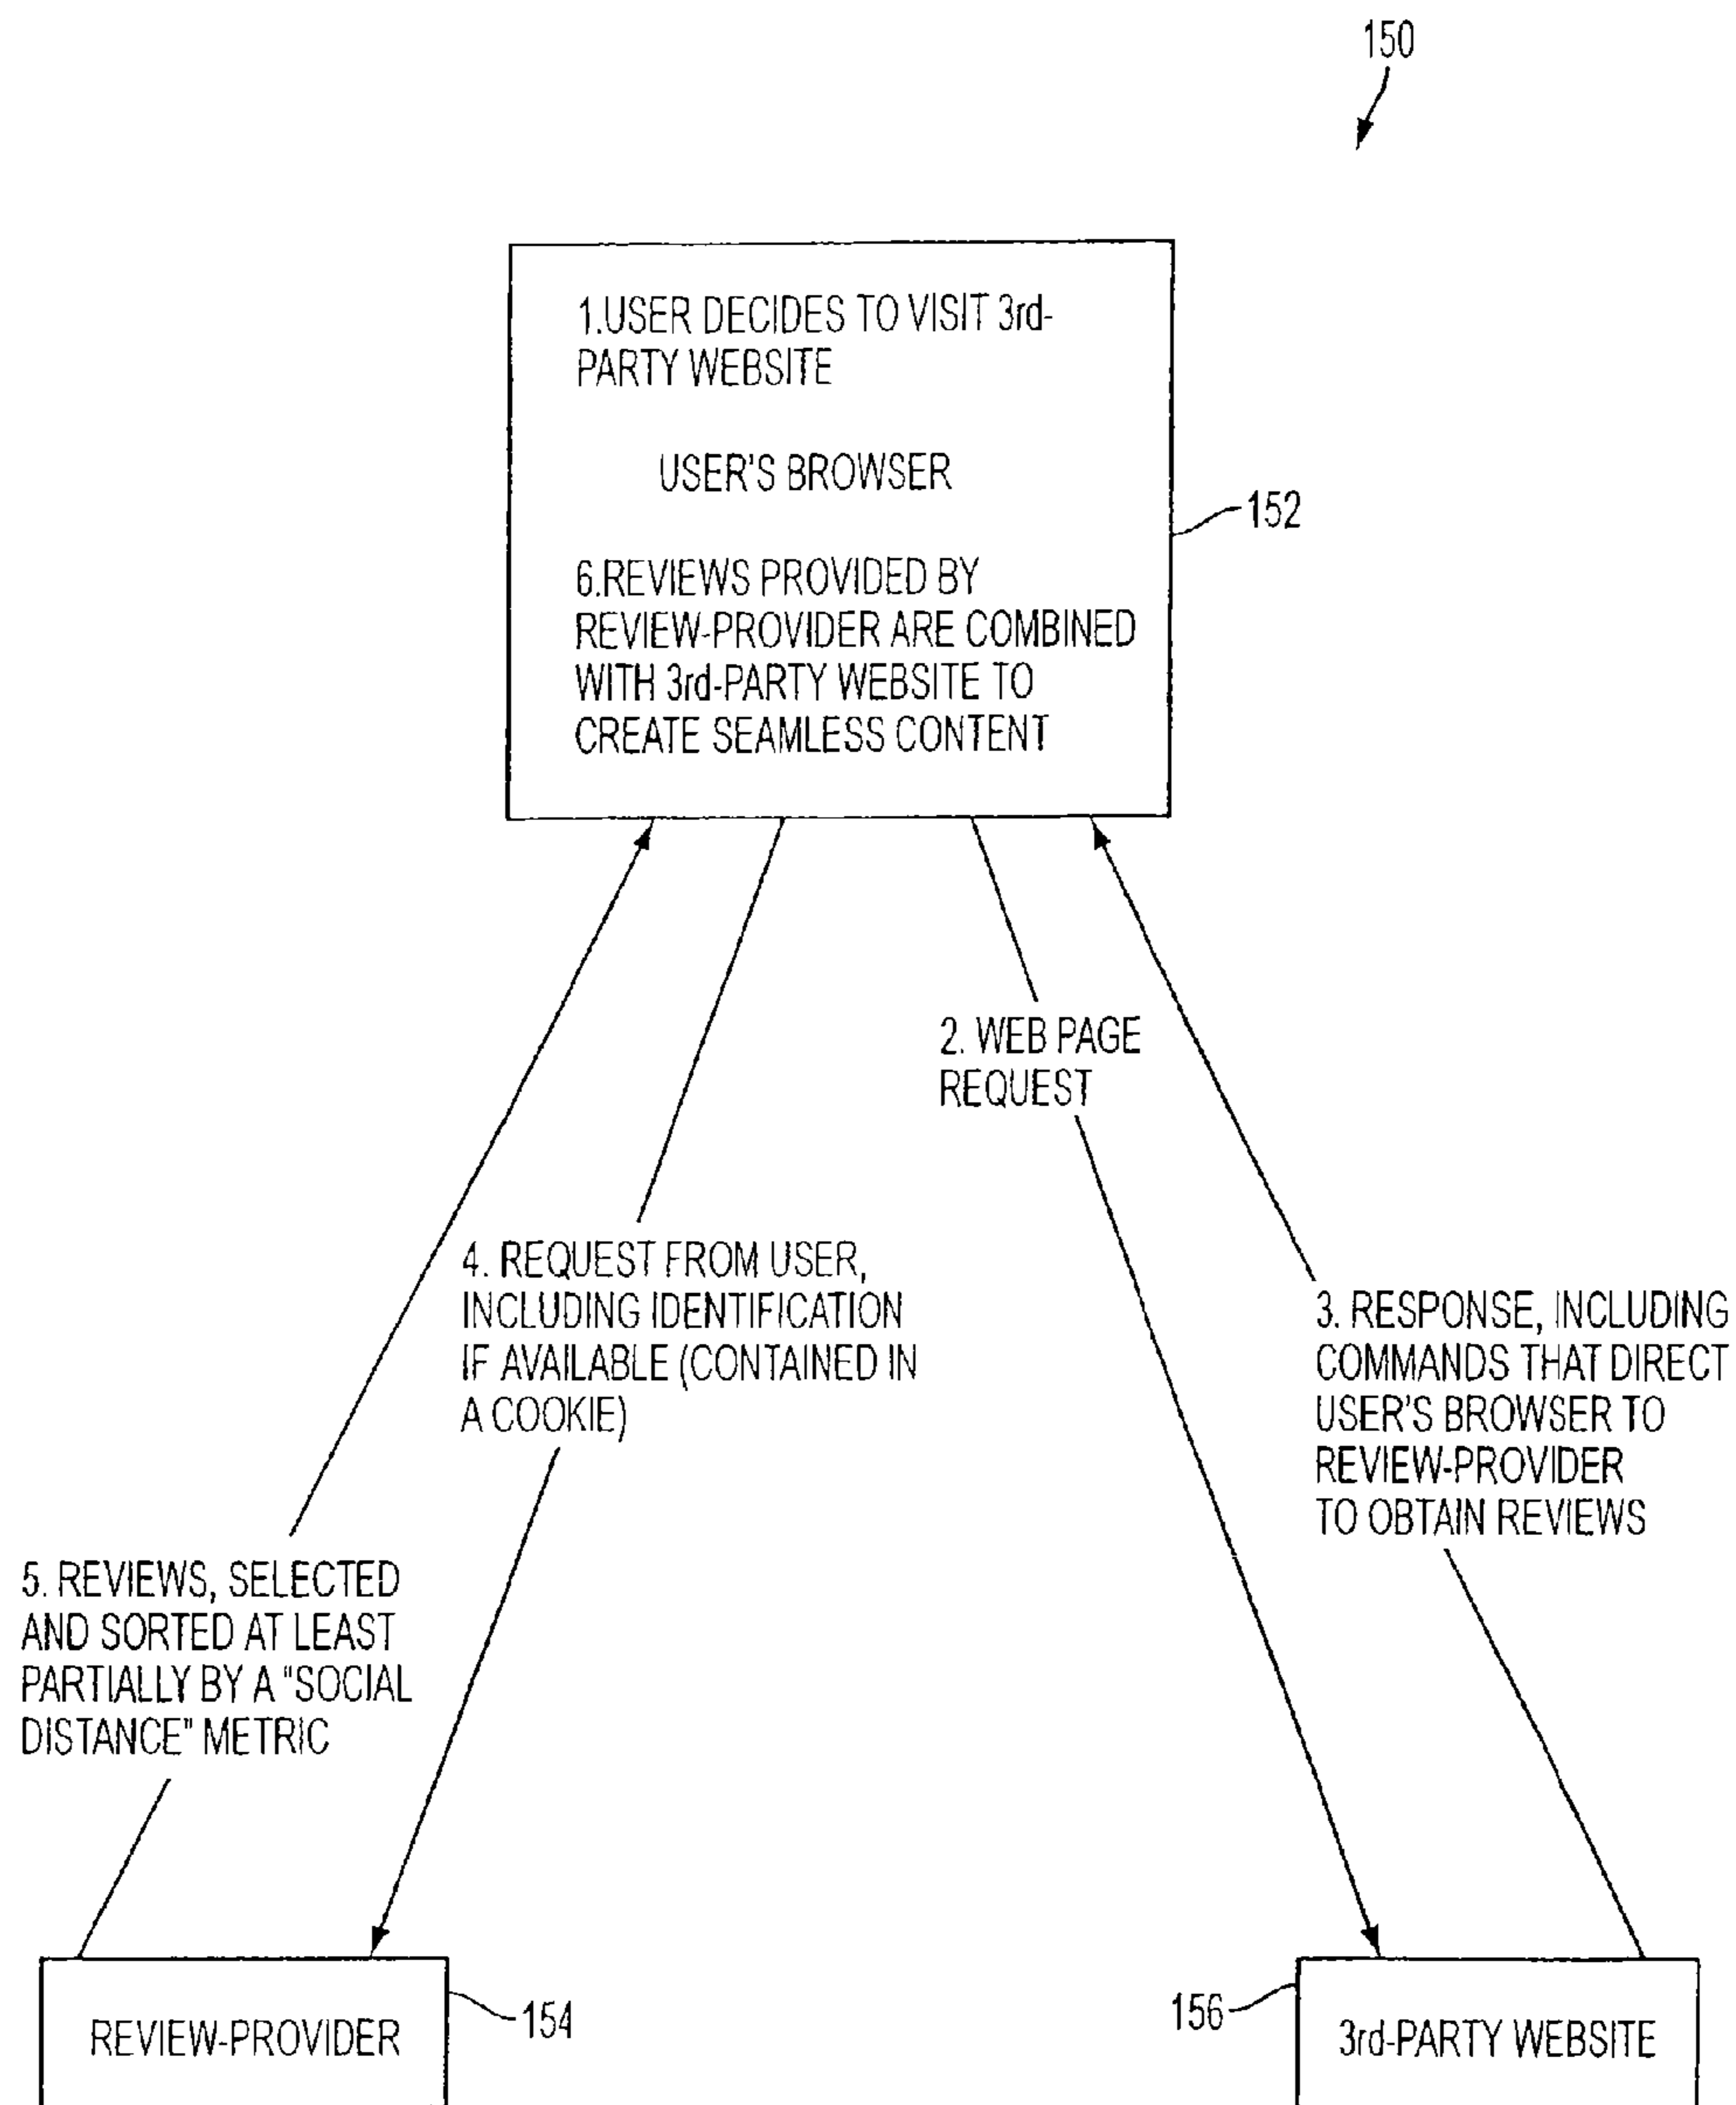 150
1.USER DECIDES TO VISIT 3rd-
PARTY WEBSITE
USER'S BROWSER
152
6.REVIEWS PROVIDED BY
REVIEW-PROVIDER ARE COMBINED
WITH 3rd-PARTY WEBSITE TO
CREATE SEAMLESS CONTENT
2. WEB PAGE
REQUEST
4. REQUEST FROM USER,
INCLUDING IDENTIFICATION
IF AVAILABLE (CONTAINED IN
A COOKIE)
3. RESPONSE, INCLUDING
COMMANDS THAT DIRECT
USER'S BROWSER TO
REVIEW-PROVIDER
TO OBTAIN REVIEWS
5. REVIEWS, SELECTED
AND SORTED AT LEAST
PARTIALLY BY A "SOCIAL
DISTANCE" METRIC
REVIEW-PROVIDER
154
156
3rd-PARTY WEBSITE